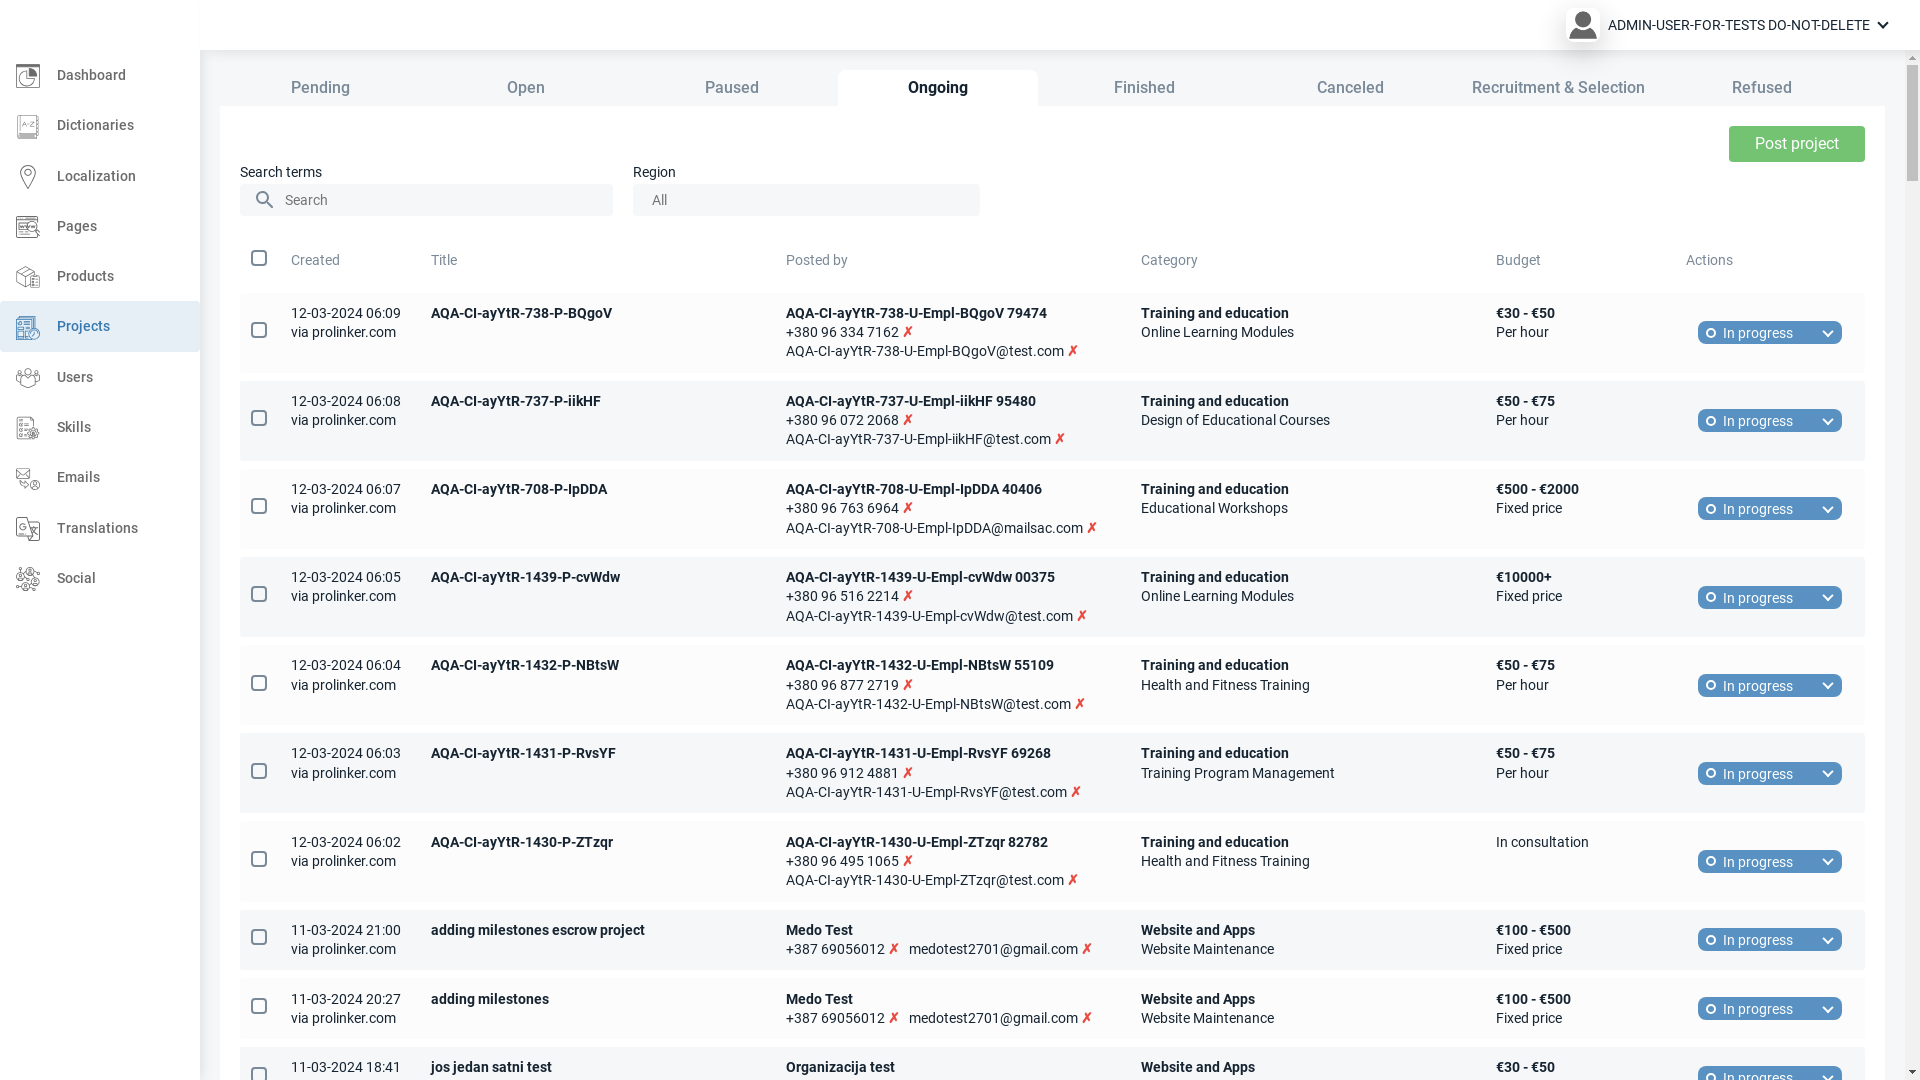 ADMIN-USER-FOR-TESTS DO-NOT-DELETE
Dashboard
Dictionaries
Localization
Pages
Products
Projects
Users
Skills
Emails
Translations
Social
Pending Open Paused Ongoing Finished Canceled Recruitment & Selection Refused
Post project
Search terms Region
Search All
Created Title Posted by Category Budget Actions
12-03-2024 06:09 AQA-CI-ayYtR-738-P-BQgoV AQA-CI-ayYtR-738-U-Empl-BQgoV 79474 Training and education €30 - €50
via prolinker.com +380 96 334 7162 ✗ Online Learning Modules Per hour In progress
AQA-CI-ayYtR-738-U-Empl-BQgoV@test.com ✗
12-03-2024 06:08 AQA-CI-ayYtR-737-P-iikHF AQA-CI-ayYtR-737-U-Empl-iikHF 95480 Training and education €50 - €75
via prolinker.com +380 96 072 2068 ✗ Design of Educational Courses Per hour In progress
AQA-CI-ayYtR-737-U-Empl-iikHF@test.com ✗
12-03-2024 06:07 AQA-CI-ayYtR-708-P-IpDDA AQA-CI-ayYtR-708-U-Empl-IpDDA 40406 Training and education €500 - €2000
via prolinker.com +380 96 763 6964 ✗ Educational Workshops Fixed price In progress
AQA-CI-ayYtR-708-U-Empl-IpDDA@mailsac.com ✗
12-03-2024 06:05 AQA-CI-ayYtR-1439-P-cvWdw AQA-CI-ayYtR-1439-U-Empl-cvWdw 00375 Training and education €10000+
via prolinker.com +380 96 516 2214 ✗ Online Learning Modules Fixed price In progress
AQA-CI-ayYtR-1439-U-Empl-cvWdw@test.com ✗
12-03-2024 06:04 AQA-CI-ayYtR-1432-P-NBtsW AQA-CI-ayYtR-1432-U-Empl-NBtsW 55109 Training and education €50 - €75
via prolinker.com +380 96 877 2719 ✗ Health and Fitness Training Per hour In progress
AQA-CI-ayYtR-1432-U-Empl-NBtsW@test.com ✗
12-03-2024 06:03 AQA-CI-ayYtR-1431-P-RvsYF AQA-CI-ayYtR-1431-U-Empl-RvsYF 69268 Training and education €50 - €75
via prolinker.com +380 96 912 4881 ✗ Training Program Management Per hour In progress
AQA-CI-ayYtR-1431-U-Empl-RvsYF@test.com ✗
12-03-2024 06:02 AQA-CI-ayYtR-1430-P-ZTzqr AQA-CI-ayYtR-1430-U-Empl-ZTzqr 82782 Training and education In consultation
via prolinker.com +380 96 495 1065 ✗ Health and Fitness Training In progress
AQA-CI-ayYtR-1430-U-Empl-ZTzqr@test.com ✗
11-03-2024 21:00 adding milestones escrow project Medo Test Website and Apps €100 - €500
via prolinker.com +387 69056012 ✗ medotest2701@gmail.com ✗ Website Maintenance Fixed price In progress
11-03-2024 20:27 adding milestones Medo Test Website and Apps €100 - €500
via prolinker.com +387 69056012 ✗ medotest2701@gmail.com ✗ Website Maintenance Fixed price In progress
11-03-2024 18:41 jos jedan satni test Organizacija test Website and Apps €30 - €50
In progress